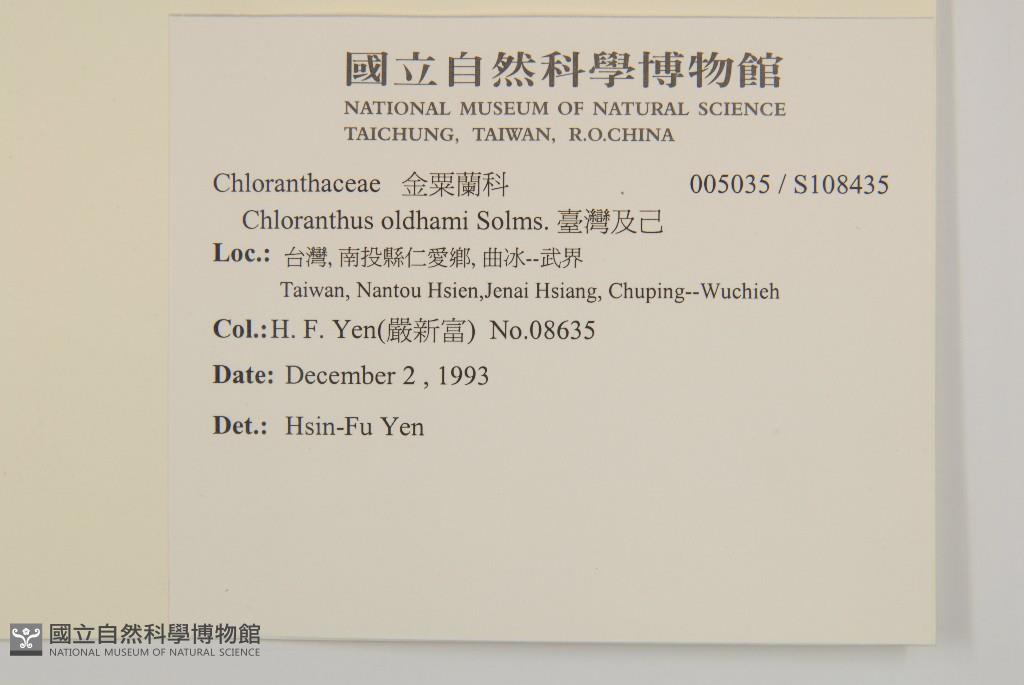 國立自然科學博物館
NATIONAL MUSEUM OF NATURAL SCIENCE
TAICHUNG, TAIWAN, R.O.CHINA
Chloranthaceae 金粟蘭科 005035 / S108435
Chloranthus oldhami Solms. 臺灣及己
Loc.: 台灣, 南投縣仁愛鄉, 曲冰--武界
Taiwan, Nantou Hsien,Jenai Hsiang, Chuping--Wuchieh
Col.:H. F. Yen(嚴新富) No.08635
Date: December 2 , 1993
Det.: Hsin-Fu Yen
國立自然科學博物館
NATIONAL MUSEUM OF NATURAL SCIENCE